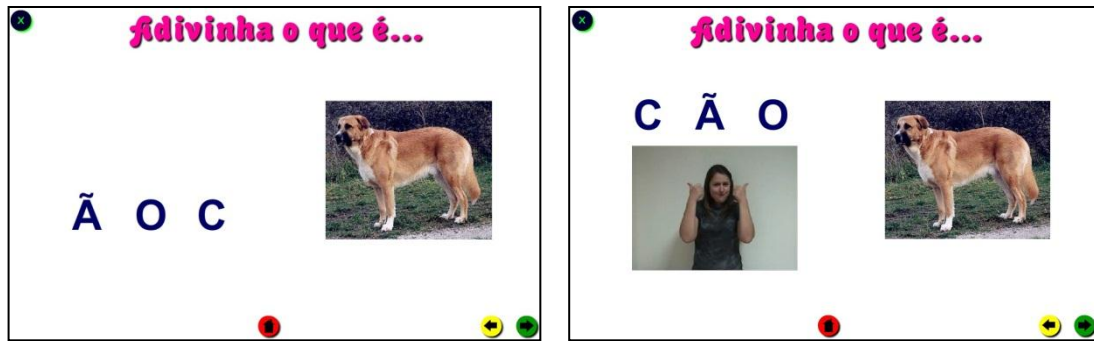 X
Adivinha o que é...
Ã O C
X
Adivinha o que é...
C Ã O